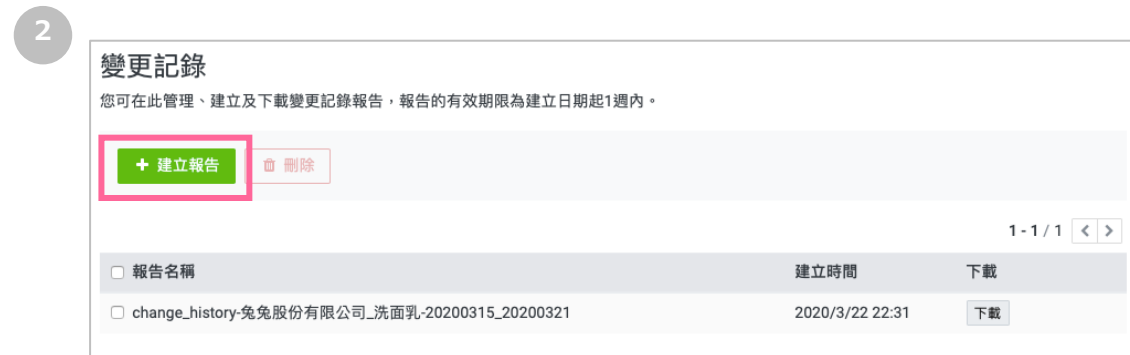 2
變更記錄
您可在此管理、建立及下載變更記錄報告，報告的有效期限為建立日期起1週內。
+ 建立報告 刪除
1 - 1 / 1 < >
報告名稱 建立時間 下載
change_history-兔兔股份有限公司_洗面乳-20200315_20200321 2020/3/22 22:31 下載